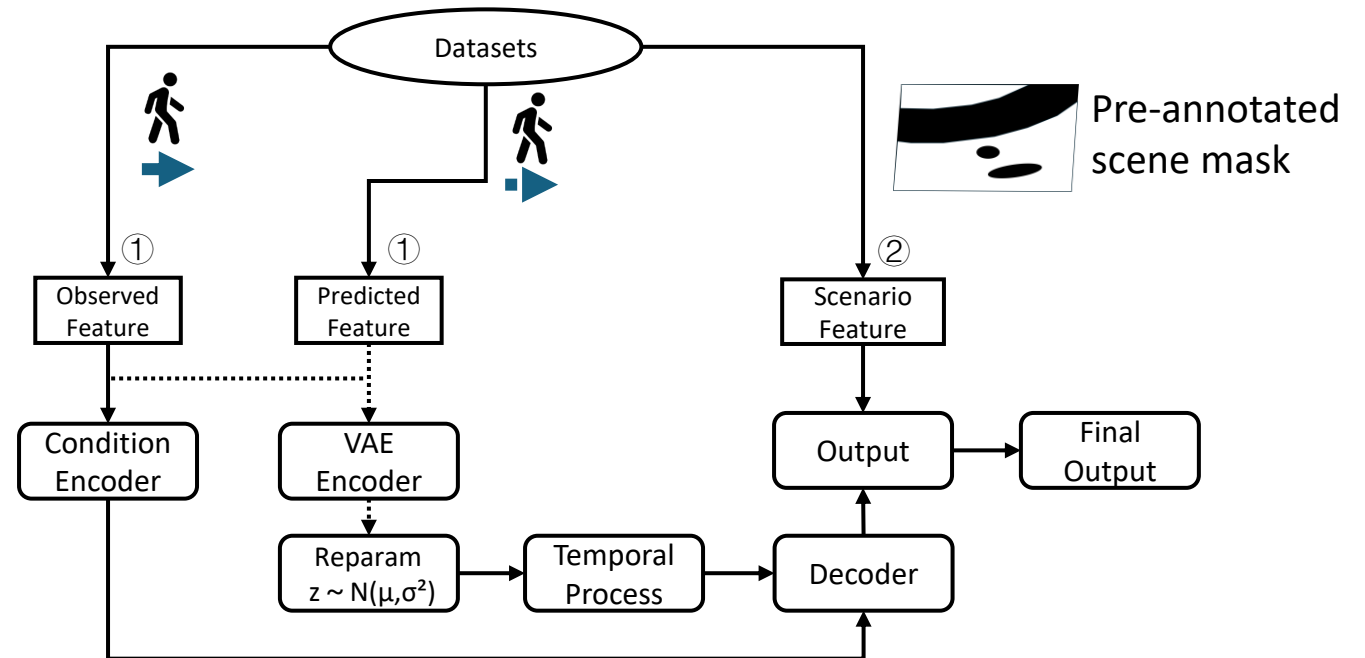 Datasets
Pre-annotated
scene mask
①
①
②
Observed
Feature
Predicted
Feature
Scenario
Feature
Condition
Encoder
VAE
Encoder
Output
Final
Output
Reparam
z ~ N(μ,σ²)
Temporal
Process
Decoder